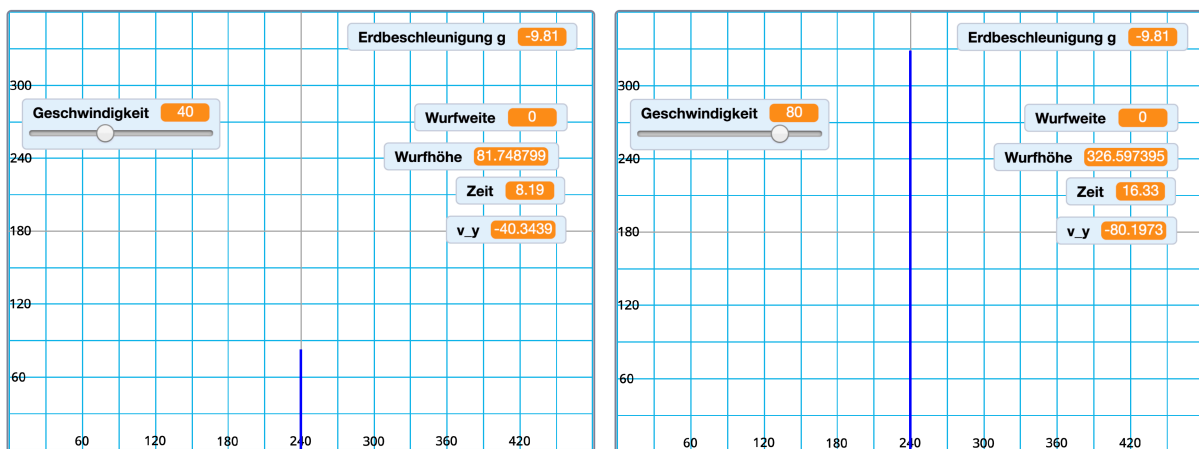 Erdbeschleunigung g -9.81
300
Geschwindigkeit 40
Wurfweite 0
240
Wurfhöhe 81.748799
Zeit 8.19
180
v_y -40.3439
120
60
60 120 180 240 300 360 420
Erdbeschleunigung g -9.81
300
Geschwindigkeit 80
Wurfweite 0
240
Wurfhöhe 326.597395
Zeit 16.33
180
v_y -80.1973
120
60
60 120 180 240 300 360 420